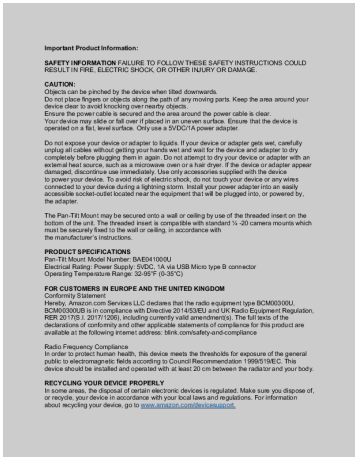 Important Product Information:
SAFETY INFORMATION FAILURE TO FOLLOW THESE SAFETY INSTRUCTIONS COULD
RESULT IN FIRE, ELECTRIC SHOCK, OR OTHER INJURY OR DAMAGE.
CAUTION:
Objects can be pinched by the device when tilted downwards.
Do not place fingers or objects along the path of any moving parts. Keep the area around your
device clear to avoid knocking over nearby objects.
Ensure the power cable is secured and the area around the power cable is clear.
Your device may slide or fall over if placed in an uneven surface. Ensure that the device is
operated on a flat, level surface. Only use a 5VDC/1A power adapter.
Do not expose your device or adapter to liquids. If your device or adapter gets wet, carefully
unplug all cables without getting your hands wet and wait for the device and adapter to dry
completely before plugging them in again. Do not attempt to dry your device or adapter with an
external heat source, such as a microwave oven or a hair dryer. If the device or adapter appear
damaged, discontinue use immediately. Use only accessories supplied with the device
to power your device. To avoid risk of electric shock, do not touch your device or any wires
connected to your device during a lightning storm. Install your power adapter into an easily
accessible socket-outlet located near the equipment that will be plugged into, or powered by,
the adapter.
The Pan-Tilt Mount may be secured onto a wall or ceiling by use of the threaded insert on the
bottom of the unit. The threaded insert is compatible with standard ¼ -20 camera mounts which
must be securely fixed to the wall or ceiling, in accordance with
the manufacturer's instructions.
PRODUCT SPECIFICATIONS
Pan-Tilt Mount Model Number: BAE041000U
Electrical Rating: Power Supply: 5VDC, 1A via USB Micro type B connector
Operating Temperature Range: 32-95°F (0-35°C)
FOR CUSTOMERS IN EUROPE AND THE UNITED KINGDOM
Conformity Statement
Hereby, Amazon.com Services LLC declares that the radio equipment type BCM00300U,
BCM00300UB is in compliance with Directive 2014/53/EU and UK Radio Equipment Regulation,
RER 2017(S.I. 2017/1206), including currently valid amendment(s). The full texts of the
declarations of conformity and other applicable statements of compliance for this product are
available at the following internet address: blink.com/safety-and-compliance
Radio Frequency Compliance
In order to protect human health, this device meets the thresholds for exposure of the general
public to electromagnetic fields according to Council Recommendation 1999/519/EC. This
device should be installed and operated with at least 20 cm between the radiator and your body.
RECYCLING YOUR DEVICE PROPERLY
In some areas, the disposal of certain electronic devices is regulated. Make sure you dispose of,
or recycle, your device in accordance with your local laws and regulations. For information
about recycling your device, go to www.amazon.com/devicesupport.